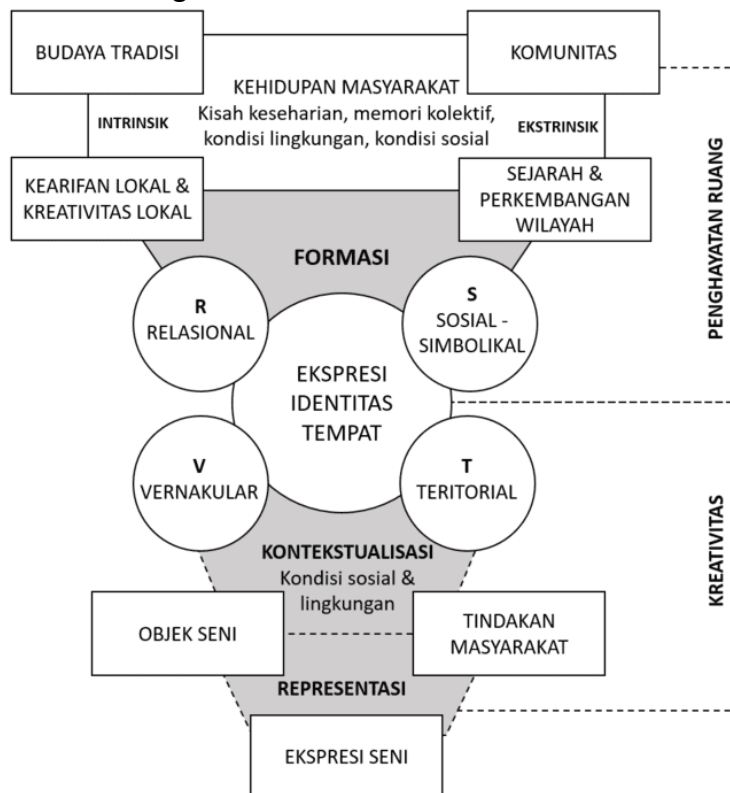 BUDAYA TRADISI
KOMUNITAS
KEHIDUPAN MASYARAKAT
Kisah keseharian, memori kolektif,
kondisi lingkungan, kondisi sosial
INTRINSIK
EKSTRINSIK
KEARIFAN LOKAL &
KREATIVITAS LOKAL
SEJARAH &
PERKEMBANGAN
WILAYAH
PENGHAYATAN RUANG
FORMASI
R
RELASIONAL
S
SOSIAL -
SIMBOLIKAL
EKSPRESI
IDENTITAS
TEMPAT
V
VERNAKULAR
T
TERITORIAL
KREATIVITAS
KONTEKSTUALISASI
Kondisi sosial &
lingkungan
OBJEK SENI
TINDAKAN
MASYARAKAT
REPRESENTASI
EKSPRESI SENI